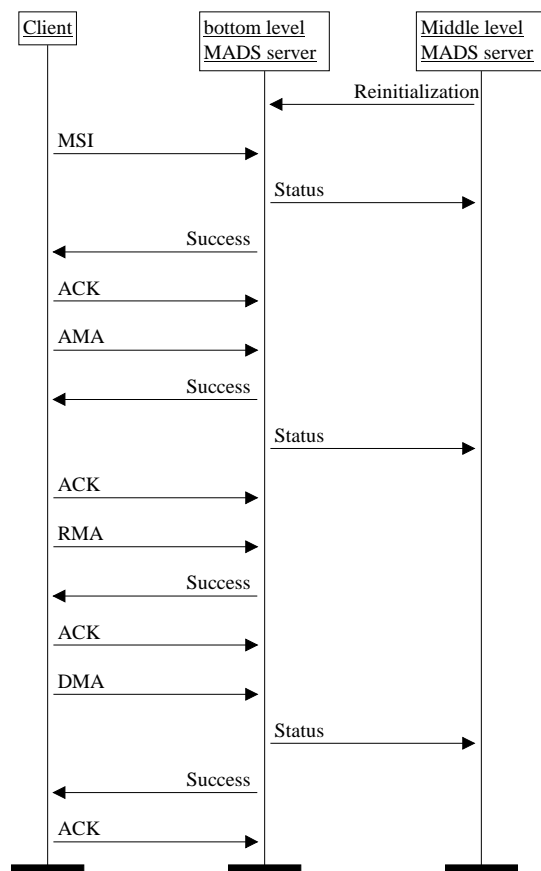 Client
bottom level
MADS server
Middle level
MADS server
Reinitialization
MSI
Status
Success
ACK
AMA
Success
Status
ACK
RMA
Success
ACK
DMA
Status
Success
ACK